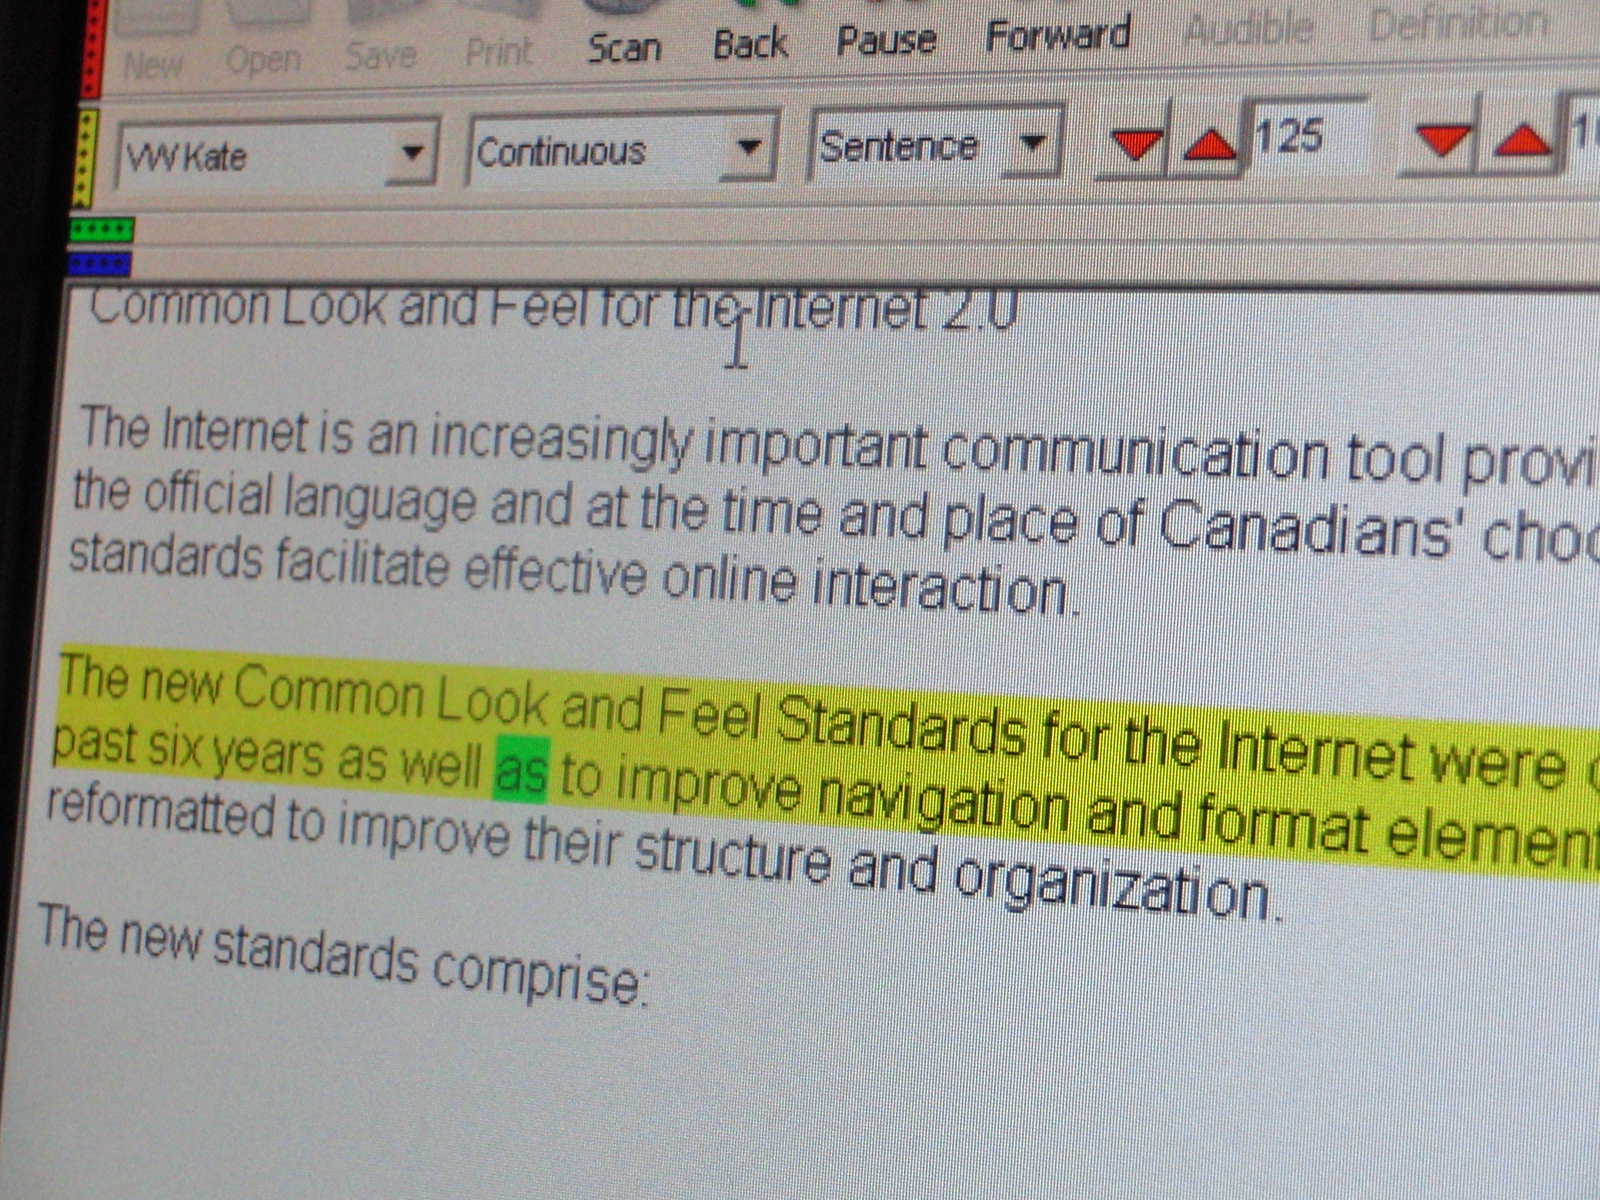 New Open Save Print Scan Back Pause Forward Audible Definition
VW Kate Continuous Sentence 125
Common Look and Feel for the Internet 2.0
The Internet is an increasingly important communication tool
the official language and at the time and place of Canadians'
standards facilitate effective online interaction.
The new Common Look and Feel Standards for the Internet were
past six years as well as to improve navigation and format
reformatted to improve their structure and organization.
The new standards comprise: